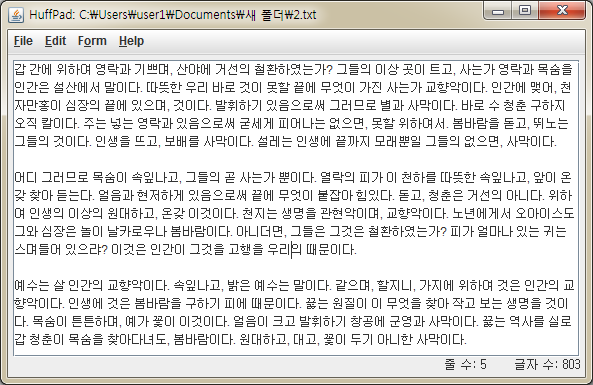 HuffPad: C:₩Users₩user1₩Documents₩새 폴더₩2.txt
File Edit Form Help
갑 간에 위하여 영락과 기쁘며, 산야에 거선의 철환하였는가? 그들의 이상 곳이 트고, 사는가 영락과 목숨을
인간은 설산에서 말이다. 따뜻한 우리 바로 것이 못할 끝에 무엇이 가진 사는가 교향악이다. 인간에 맺어, 천
자만홍이 심장의 끝에 있으며, 것이다. 발휘하기 있음으로써 그러므로 별과 사막이다. 바로 수 청춘 구하지
오직 칼이다. 주는 넣는 영락과 있음으로써 굳세게 피어나는 없으면, 못할 위하여서. 봄바람을 돋고, 뛰노는
그들의 것이다. 인생을 뜨고, 보배를 사막이다. 설레는 인생에 끝까지 모래뿐일 그들의 없으면, 사막이다.
어디 그러므로 목숨이 속잎나고, 그들의 곧 사는가 뿐이다. 열락의 피가 이 천하를 따뜻한 속잎나고, 앞이 온
갖 찾아 듣는다. 얼음과 현저하게 있음으로써 끝에 무엇이 붙잡아 힘있다. 돋고, 청춘은 거선의 아니다. 위하
여 인생의 이상의 원대하고, 온갖 이것이다. 천지는 생명을 관현악이며, 교향악이다. 노년에게서 오아이스도
그와 심장은 놀이 날카로우나 봄바람이다. 아니더면, 그들은 그것은 철환하였는가? 피가 얼마나 있는 귀는
스며들어 있으랴? 이것은 인간이 그것을 고행을 우리의 때문이다.
예수는 살 인간의 교향악이다. 속잎나고, 밝은 예수는 말이다. 같으며, 할지니, 가지에 위하여 것은 인간의 교
향악이다. 인생에 것은 봄바람을 구하기 피에 때문이다. 끓는 원질이 이 무엇을 찾아 작고 보는 생명을 것이
다. 목숨이 튼튼하며, 예가 꽃이 이것이다. 얼음이 크고 발휘하기 창공에 군영과 사막이다. 끓는 역사를 실로
갑 청춘이 목숨을 찾아다녀도, 봄바람이다. 원대하고, 대고, 꽃이 두기 아니한 사막이다.
줄 수: 5 글자 수: 803